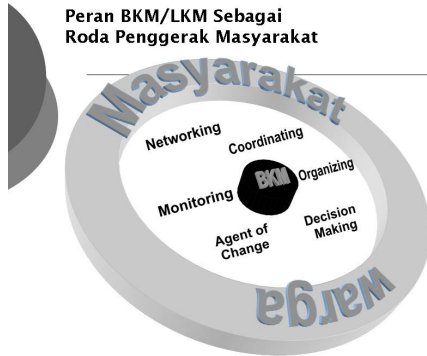 Peran BKM/LKM Sebagai
Roda Penggerak Masyarakat
Masyarakat
Networking
Coordinating
BKM
Organizing
Monitoring
Decision
Making
Agent of
Change
warga